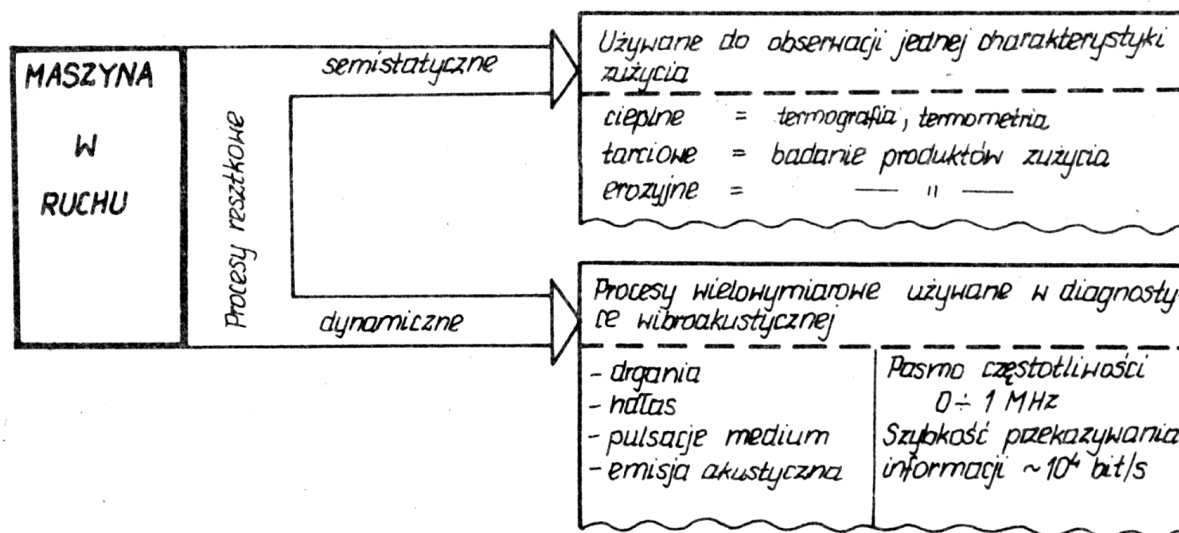 MASZYNA
W
RUCHU
Procesy resztkowe
semistatyczne
dynamiczne
Używane do obserwacji jednej charakterystyki
zużycia
cieplne = termografia, termometria
tarciowe = badanie produktów zużycia
erozyjne = — " —
Procesy wielowymiarowe używane w diagnosty-
ce wibroakustycznej
- drgania
- hałas
- pulsacje medium
- emisja akustyczna
Pasmo częstotliwości
0 ÷ 1 MHz
Szybkość przekazywania
informacji ~ 10⁴ bit/s